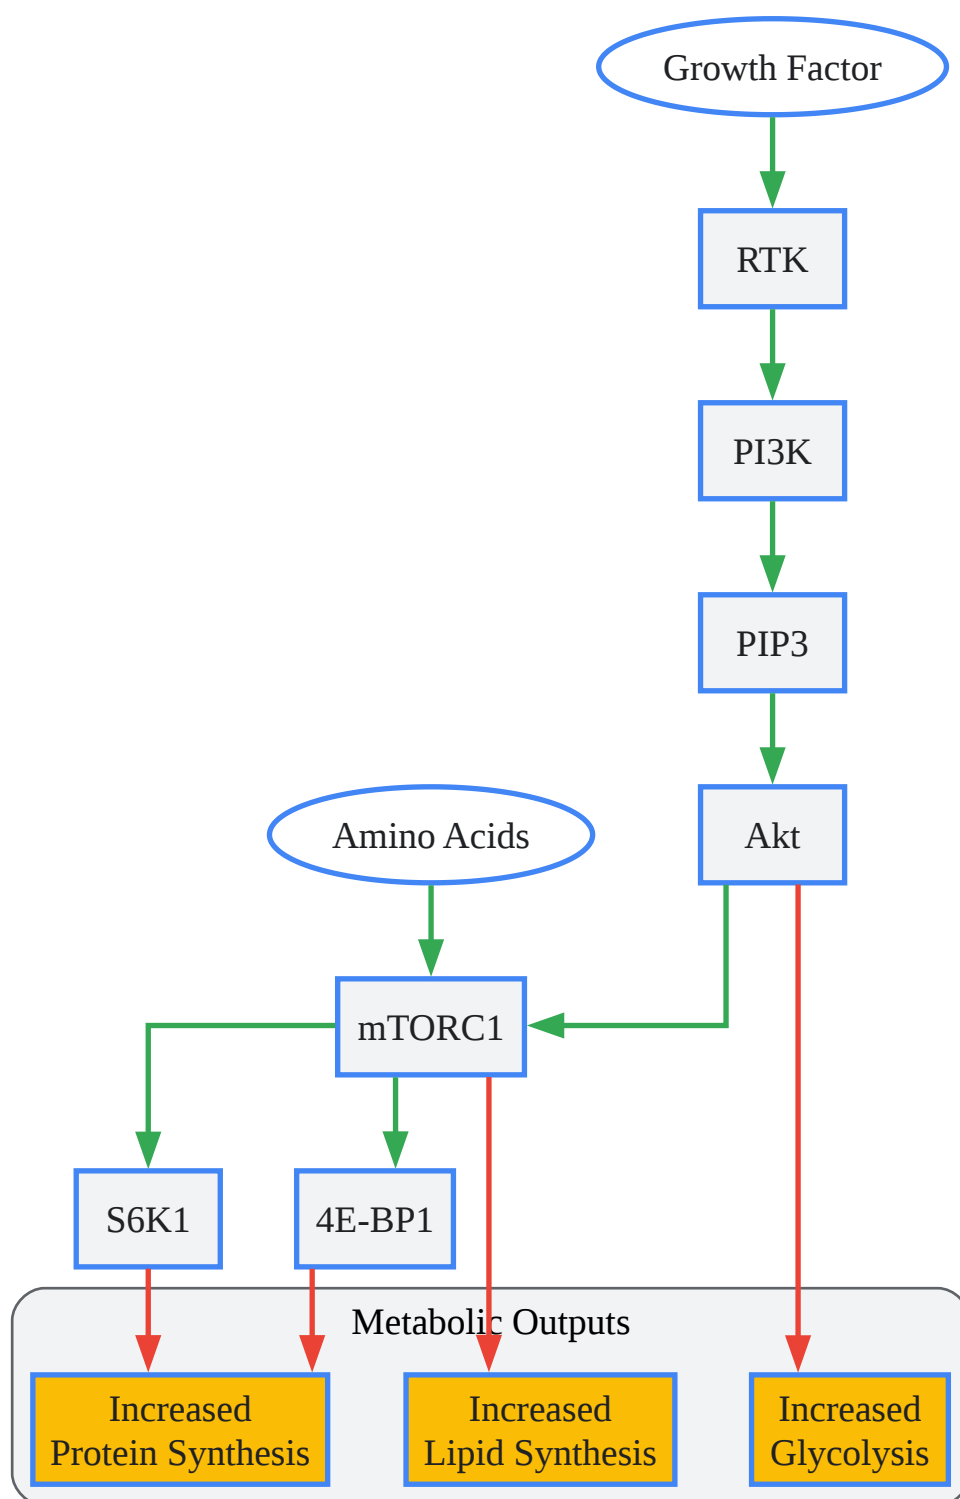 Growth Factor
RTK
PI3K
PIP3
Amino Acids
Akt
mTORC1
S6K1
4E-BP1
Metabolic Outputs
Increased
Protein Synthesis
Increased
Lipid Synthesis
Increased
Glycolysis